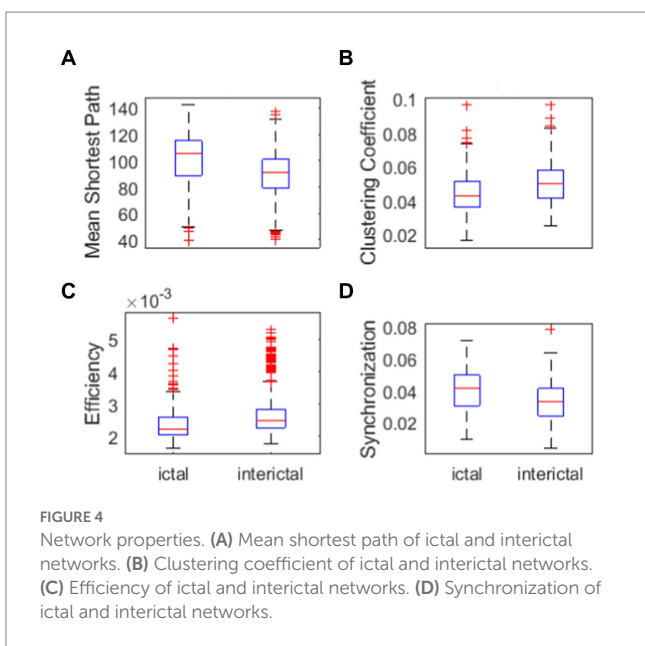 A
B
Mean Shortest Path
140
120
100
80
60
40
Clustering Coefficient
0.1
0.08
0.06
0.04
0.02
C
D
×10-3
Efficiency
5
4
3
2
ictal
interictal
Synchronization
0.08
0.06
0.04
0.02
ictal
interictal
FIGURE 4
Network properties. (A) Mean shortest path of ictal and interictal
networks. (B) Clustering coefficient of ictal and interictal networks.
(C) Efficiency of ictal and interictal networks. (D) Synchronization of
ictal and interictal networks.